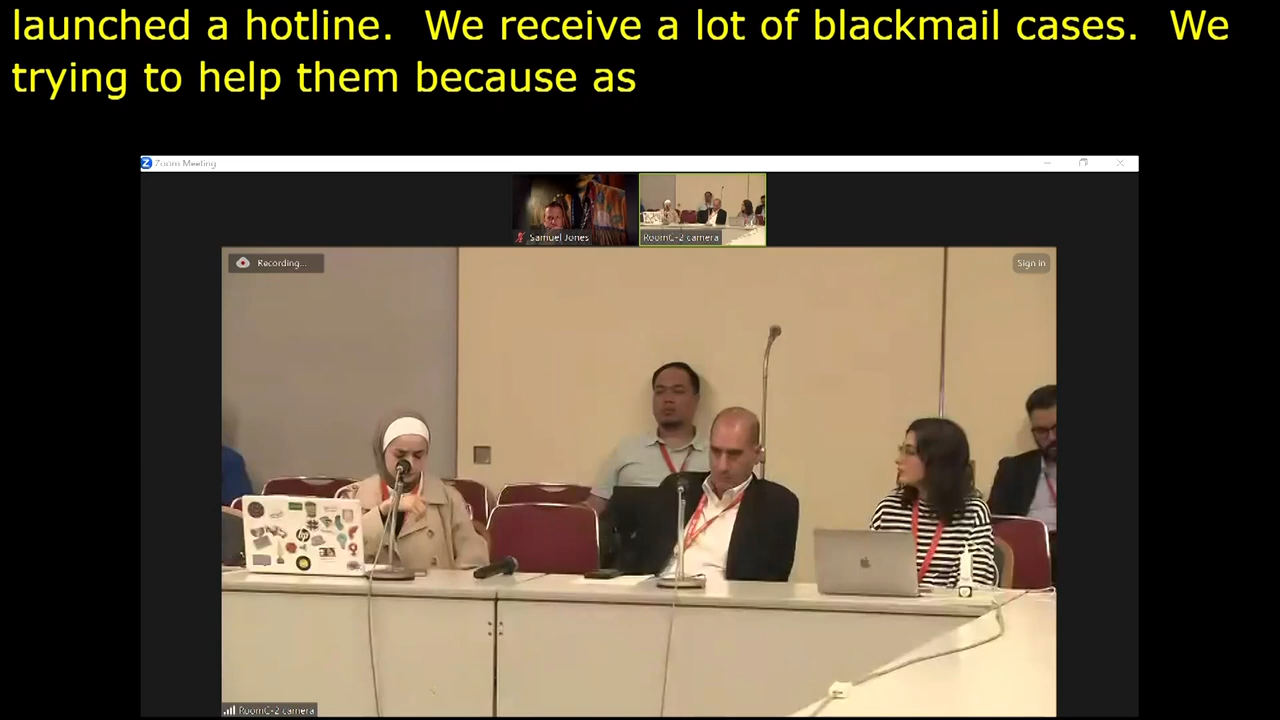 launched a hotline.  We receive a lot of blackmail cases.  We
trying to help them because as
Zoom Meeting
Samuel Jones
RoomC-2 camera
Recording...
Sign in
hp
RoomC-2 camera